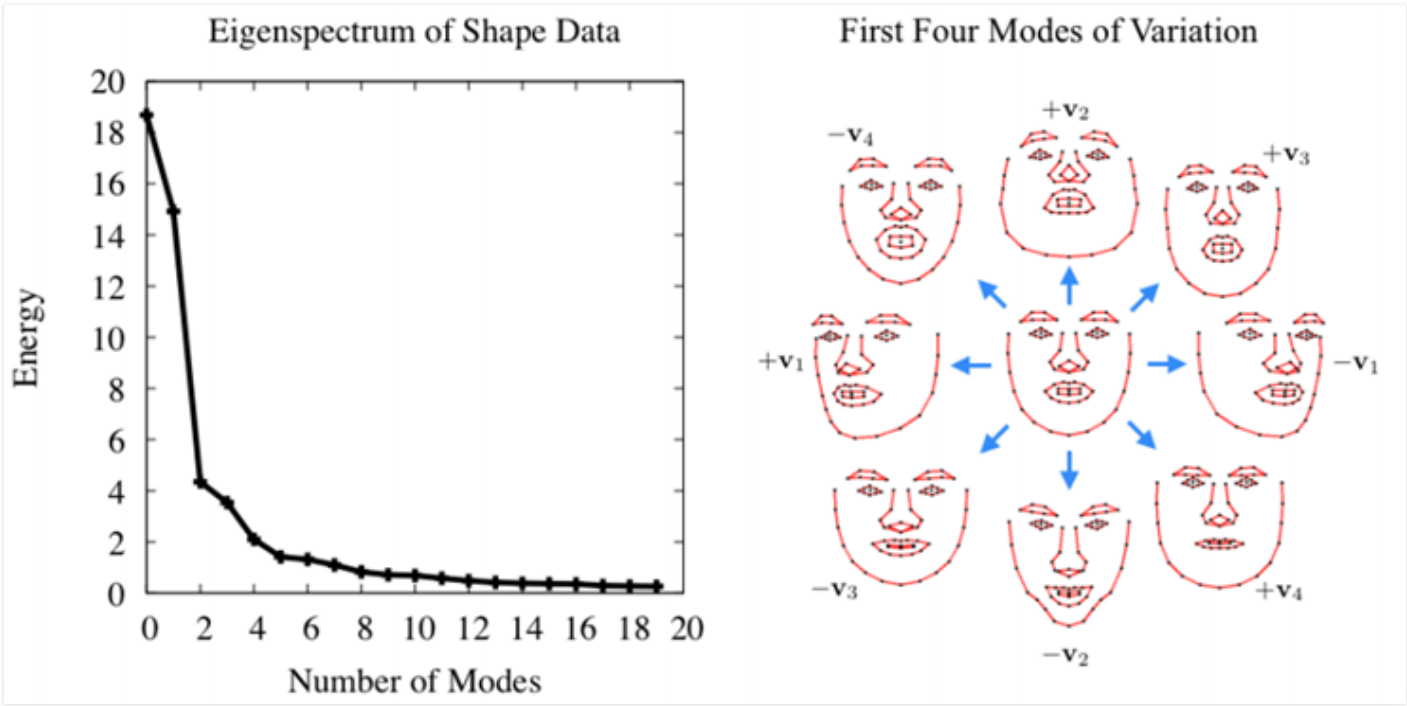 Eigenspectrum of Shape Data
20
18
16
14
12
10
8
6
4
2
0
Energy
0 2 4 6 8 10 12 14 16 18 20
Number of Modes
First Four Modes of Variation
+v₂
−v₄
+v₃
+v₁
−v₁
−v₃
+v₄
−v₂